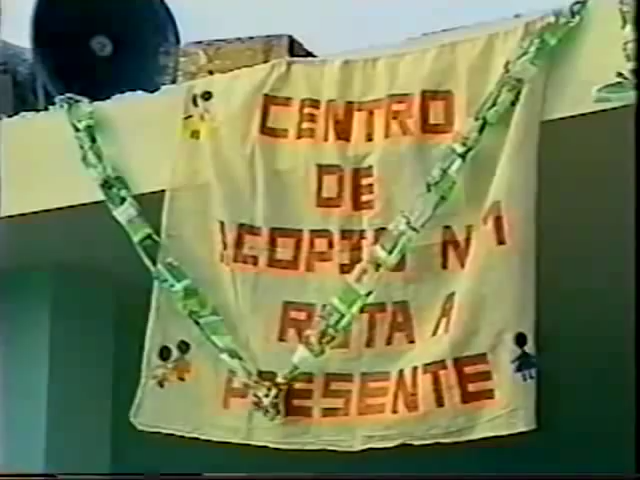 CENTRO
DE
ACOPIO N 1
RUTA A
PRESENTE